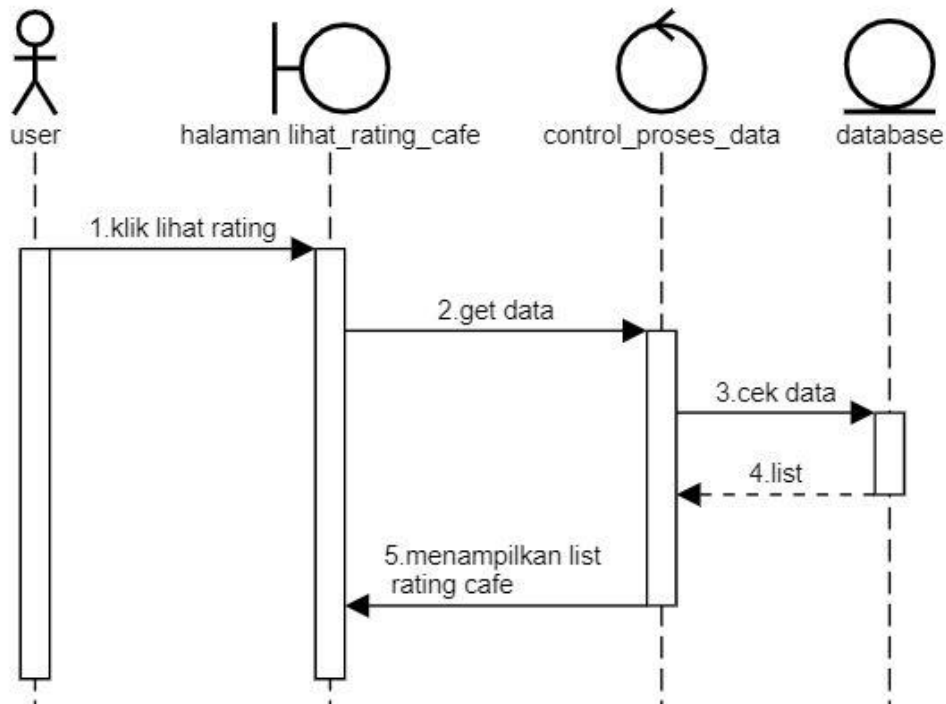 user
halaman lihat_rating_cafe
control_proses_data
database
1.klik lihat rating
2.get data
3.cek data
4.list
5.menampilkan list
rating cafe